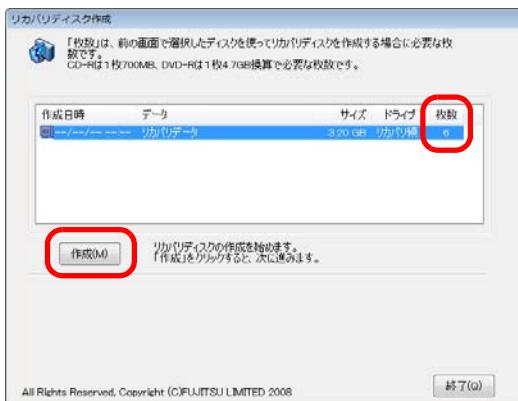 リカバリディスク作成
「枚数」は、前の画面で選択したディスクを使ってリカバリディスクを作成する場合に必要な枚
数です。
CD-Rは1枚700MB、DVD-Rは1枚4.7GB換算で必要な枚数です。
作成日時 データ サイズ ドライブ 枚数
--/--/-- --:-- リカバリデータ 3.20 GB リカバリ領 6
作成(M)
リカバリディスクの作成を始めます。
「作成」をクリックすると、次に進みます。
All Rights Reserved, Copyright (C)FUJITSU LIMITED 2008
終了(Q)